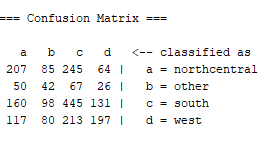 === Confusion Matrix ===
a b c d <-- classified as
207 85 245 64 | a = northcentral
50 42 67 26 | b = other
160 98 445 131 | c = south
117 80 213 197 | d = west